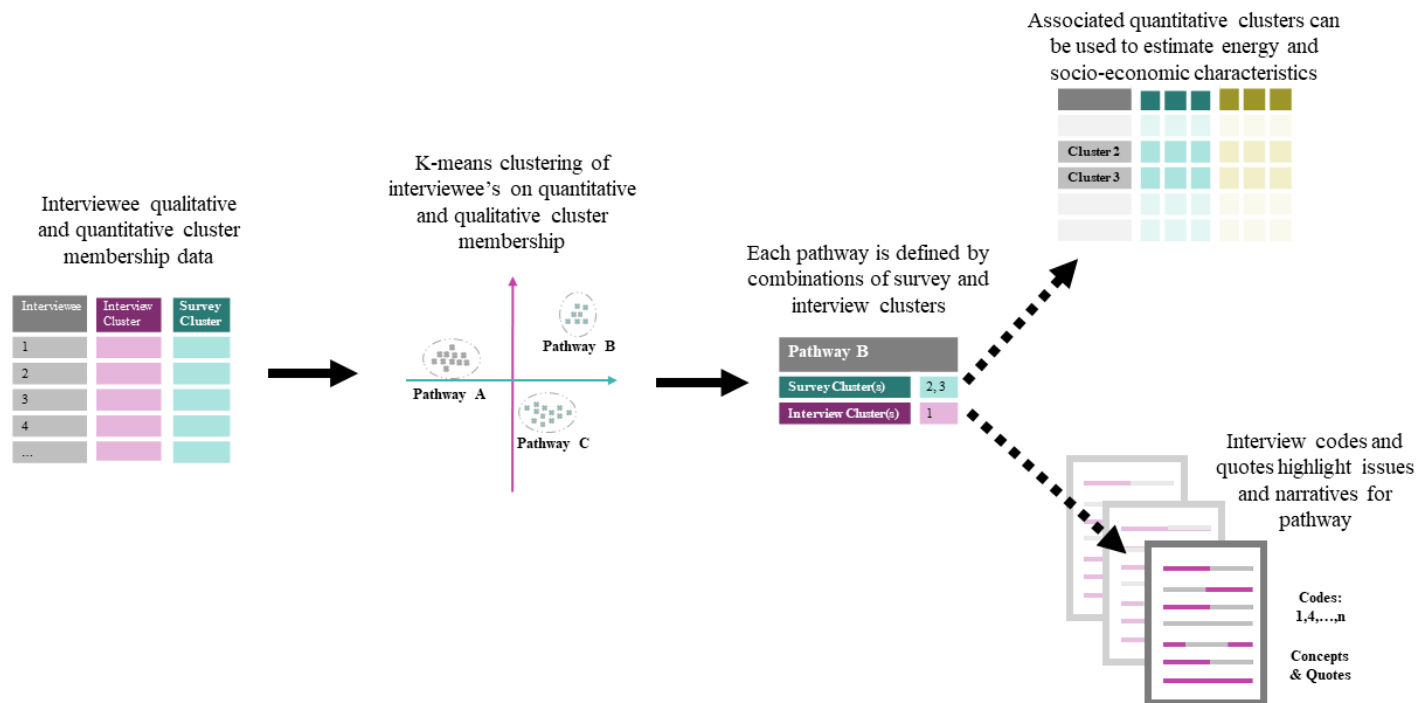 Interviewee qualitative
and quantitative cluster
membership data
Interviewee
Interview
Cluster
Survey
Cluster
1
2
3
4
...
K-means clustering of
interviewee's on quantitative
and qualitative cluster
membership
Pathway A
Pathway B
Pathway C
Each pathway is defined by
combinations of survey and
interview clusters
Pathway B
Survey Cluster(s) 2, 3
Interview Cluster(s) 1
Associated quantitative clusters can
be used to estimate energy and
socio-economic characteristics
Cluster 2
Cluster 3
Interview codes and
quotes highlight issues
and narratives for
pathway
Codes:
1,4,...,n
Concepts
& Quotes